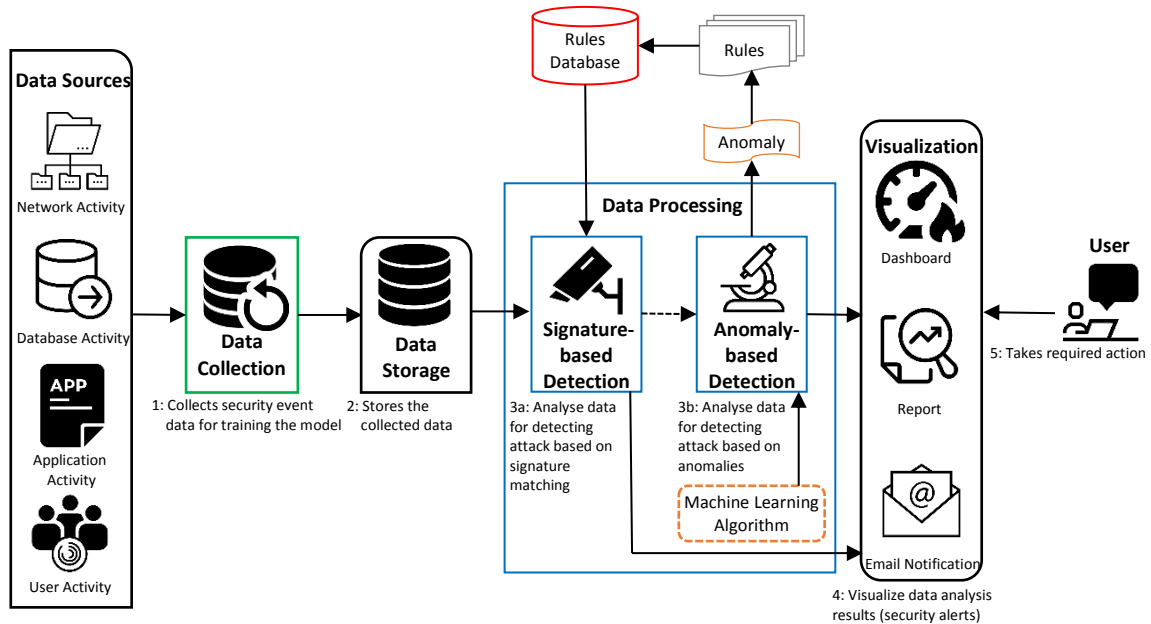 Data Sources
Network Activity
Database Activity
APP
Application
Activity
User Activity
Data
Collection
1: Collects security event
data for training the model
Data
Storage
2: Stores the
collected data
Rules
Database
Rules
Anomaly
Data Processing
Signature-
based
Detection
3a: Analyse data
for detecting
attack based on
signature
matching
Anomaly-
based
Detection
3b: Analyse data
for detecting
attack based on
anomalies
Machine Learning
Algorithm
Visualization
Dashboard
Report
@
Email Notification
4: Visualize data analysis
results (security alerts)
User
5: Takes required action